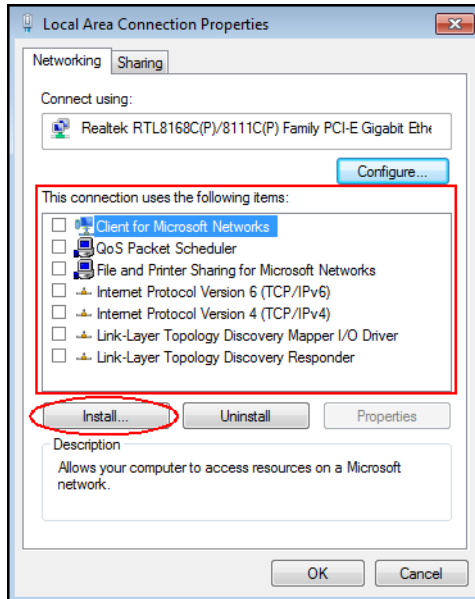 Local Area Connection Properties
Networking
Sharing
Connect using:
Realtek RTL8168C(P)/8111C(P) Family PCI-E Gigabit Ethe
Configure...
This connection uses the following items:
Client for Microsoft Networks
QoS Packet Scheduler
File and Printer Sharing for Microsoft Networks
Internet Protocol Version 6 (TCP/IPv6)
Internet Protocol Version 4 (TCP/IPv4)
Link-Layer Topology Discovery Mapper I/O Driver
Link-Layer Topology Discovery Responder
Install...
Uninstall
Properties
Description
Allows your computer to access resources on a Microsoft
network.
OK
Cancel